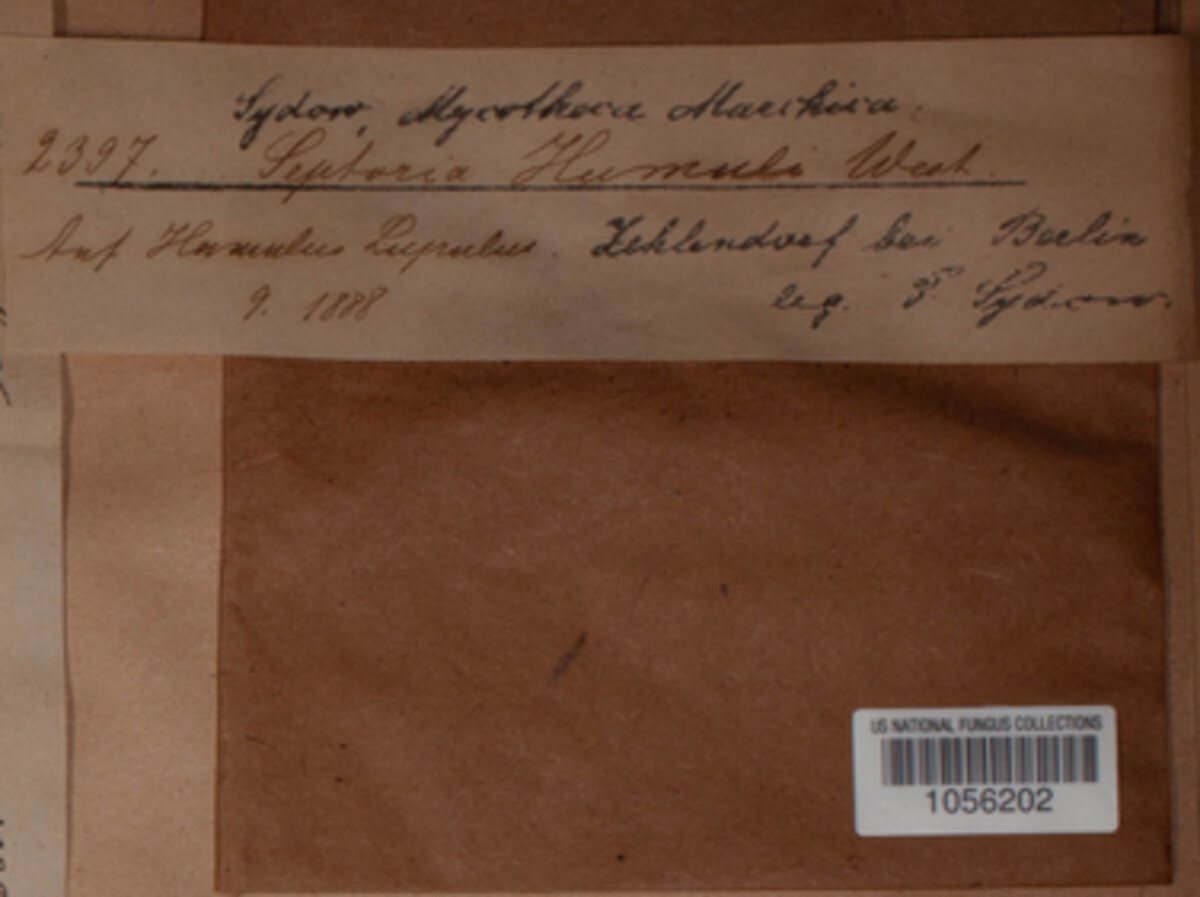 Sydow, Mycotheca Marchica.
2397. Septoria Humuli West.
Auf Humulus Lupulus. Zehlendorf bei Berlin
9. 1888 leg. P. Sydow.
US NATIONAL FUNGUS COLLECTIONS
1056202